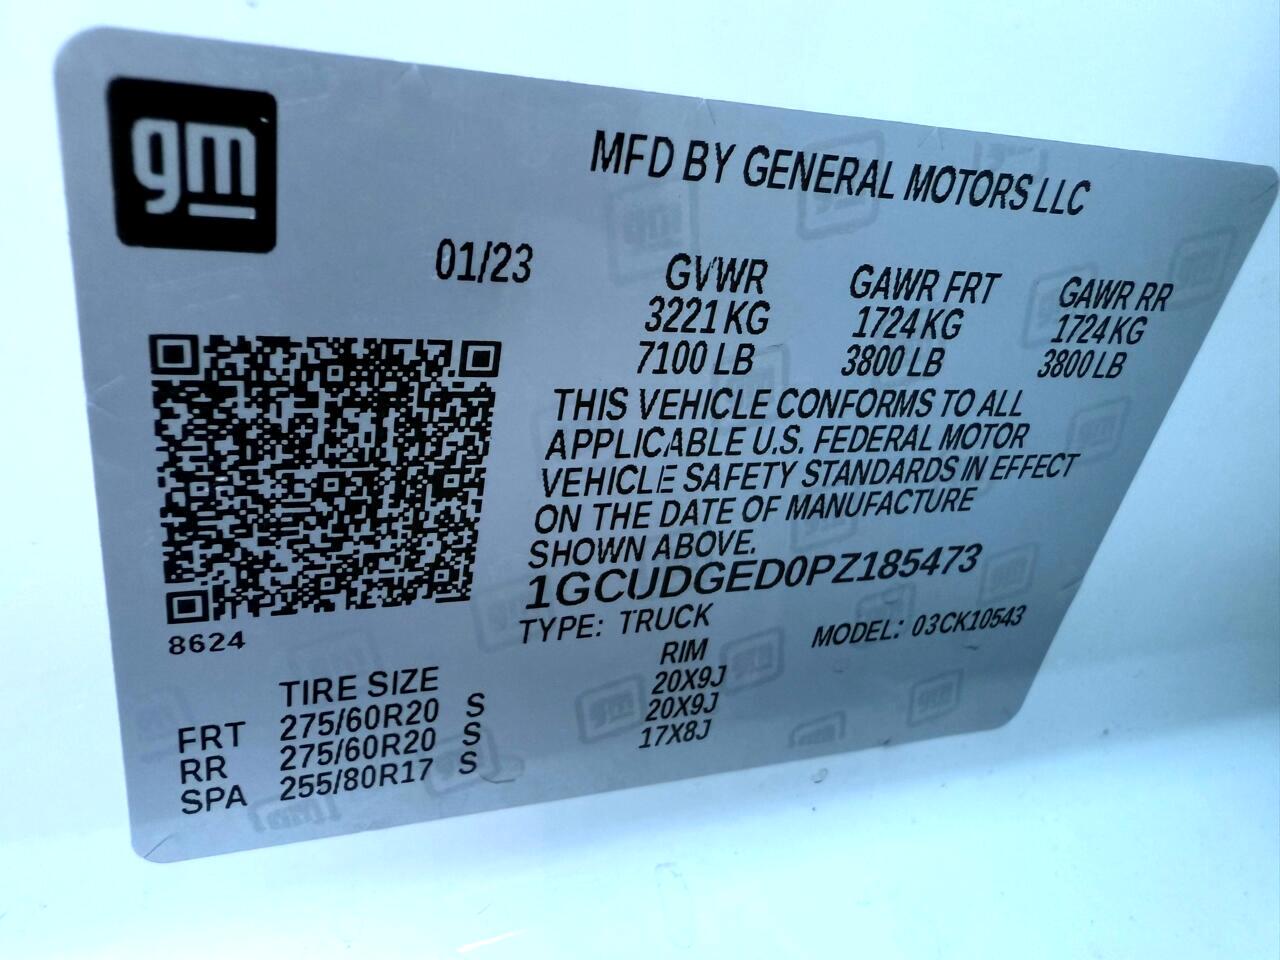 gm
MFD BY GENERAL MOTORS LLC
01/23
GVWR GAWR FRT GAWR RR
3221 KG 1724 KG 1724 KG
7100 LB 3800 LB 3800 LB
THIS VEHICLE CONFORMS TO ALL
APPLICABLE U.S. FEDERAL MOTOR
VEHICLE SAFETY STANDARDS IN EFFECT
ON THE DATE OF MANUFACTURE
SHOWN ABOVE.
1GCUDGED0PZ185473
TYPE: TRUCK MODEL: 03CK10543
8624
TIRE SIZE RIM
FRT 275/60R20 S 20X9J
RR 275/60R20 S 20X9J
SPA 255/80R17 S 17X8J